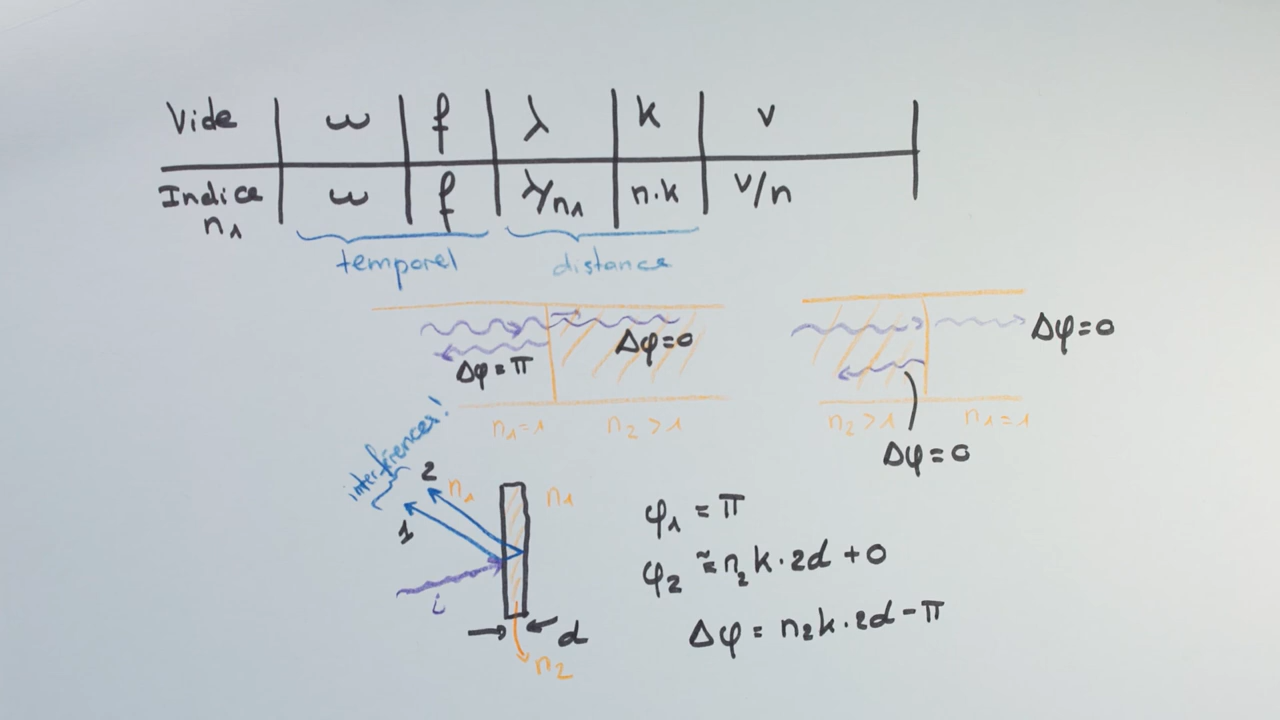 Vide ω f λ k v
Indice n₁ ω f λ/n₁ n.k v/n
temporel distance
Δφ = π Δφ = 0
n₁ = 1 n₂ > 1
Δφ = 0
n₂ > 1 n₁ = 1
Δφ = 0
interférences!
1 2 n₁ n₁
i
d
n₂
φ₁ = π
φ₂ ≈ n₂k·2d + 0
Δφ = n₂k·2d - π